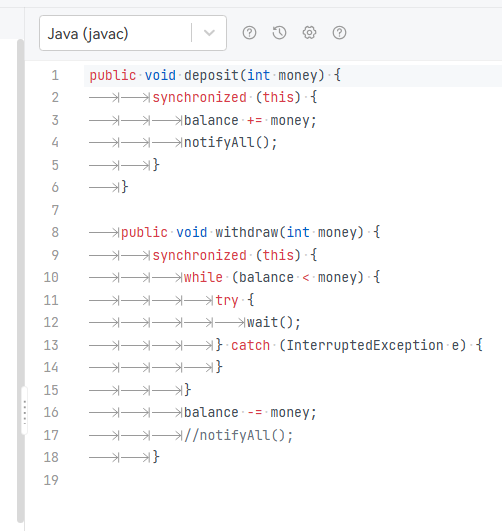 Java (javac)
1 public void deposit(int money) {
2 synchronized (this) {
3 balance += money;
4 notifyAll();
5 }
6 }
7
8 public void withdraw(int money) {
9 synchronized (this) {
10 while (balance < money) {
11 try {
12 wait();
13 } catch (InterruptedException e) {
14 }
15 }
16 balance -= money;
17 //notifyAll();
18 }
19